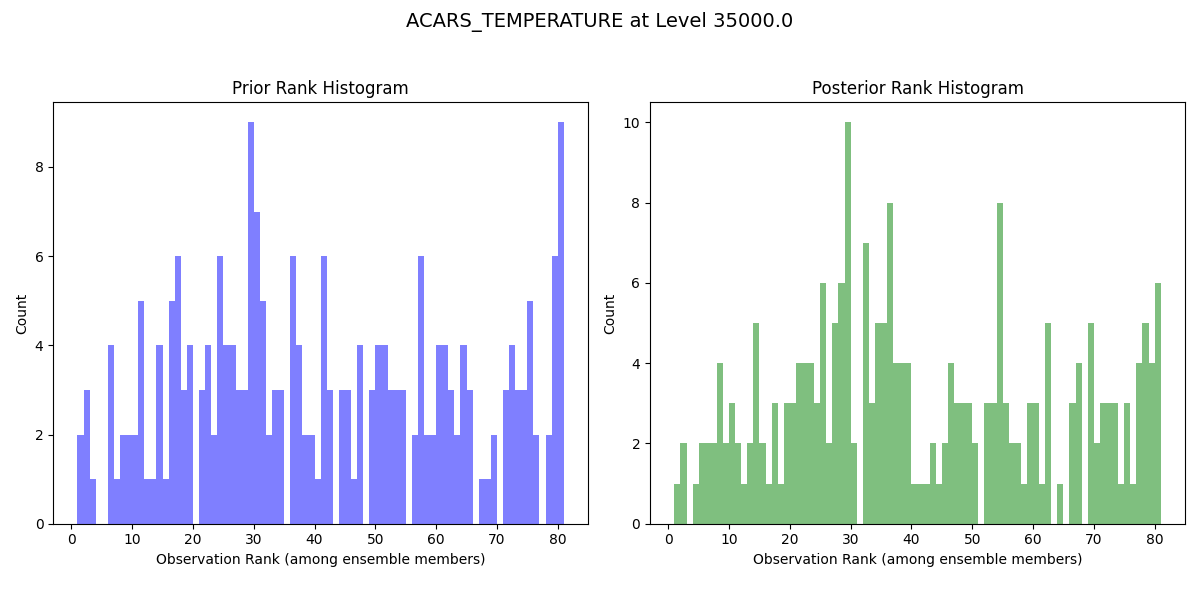 ACARS_TEMPERATURE at Level 35000.0
Prior Rank Histogram
Count
8
6
4
2
0
0 10 20 30 40 50 60 70 80
Observation Rank (among ensemble members)
Posterior Rank Histogram
Count
10
8
6
4
2
0
0 10 20 30 40 50 60 70 80
Observation Rank (among ensemble members)